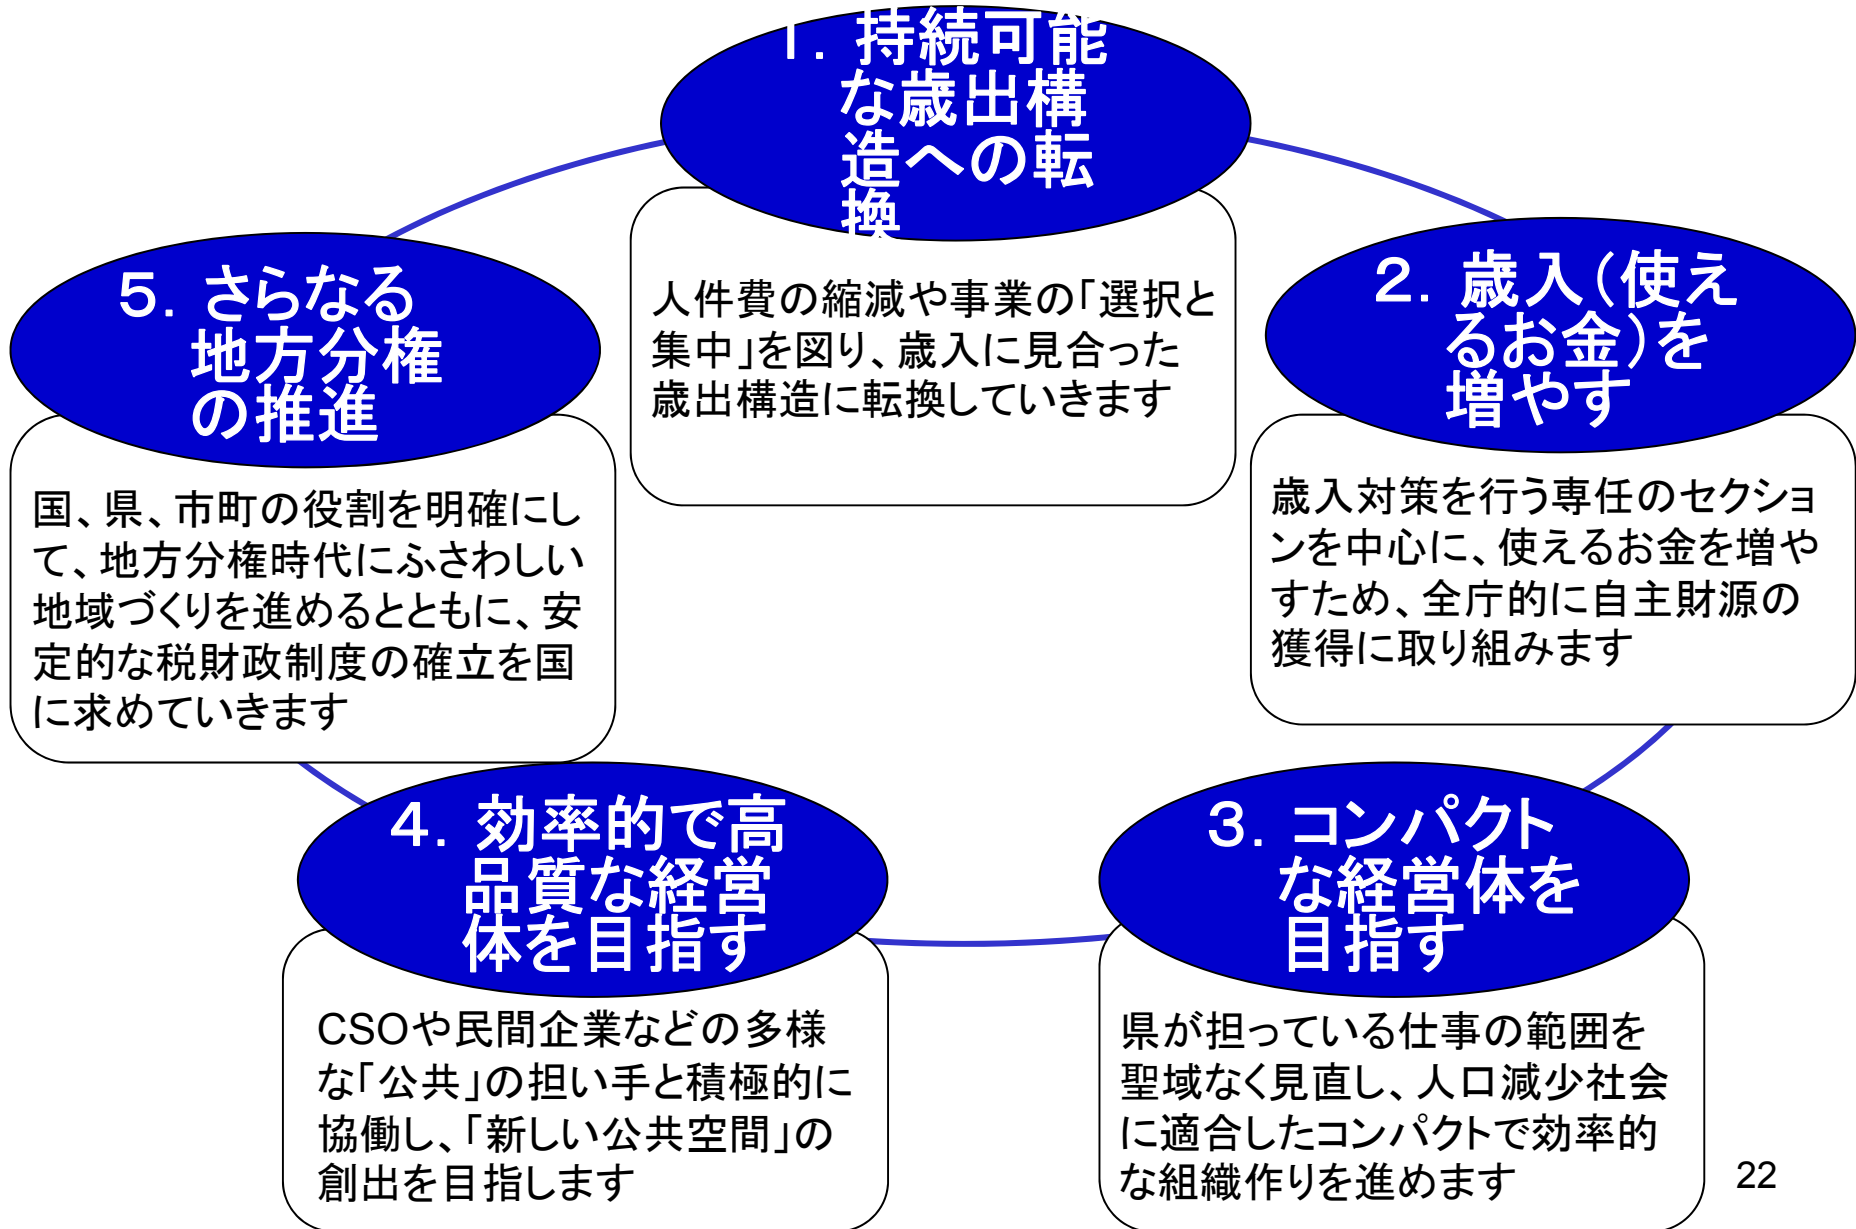 1．持続可能
な歳出構
造への転
換
人件費の縮減や事業の｢選択と
集中｣を図り､歳入に見合った
歳出構造に転換していきます
２．歳入(使え
るお金)を
増やす
歳入対策を行う専任のセクショ
ンを中心に､使えるお金を増や
すため､全庁的に自主財源の
獲得に取り組みます
３．コンパクト
な経営体を
目指す
県が担っている仕事の範囲を
聖域なく見直し､人口減少社会
に適合したコンパクトで効率的
な組織作りを進めます
４．効率的で高
品質な経営
体を目指す
CSOや民間企業などの多様
な｢公共｣の担い手と積極的に
協働し､｢新しい公共空間｣の
創出を目指します
５．さらなる
地方分権
の推進
国､県､市町の役割を明確にし
て､地方分権時代にふさわしい
地域づくりを進めるとともに､安
定的な税財政制度の確立を国
に求めていきます
22